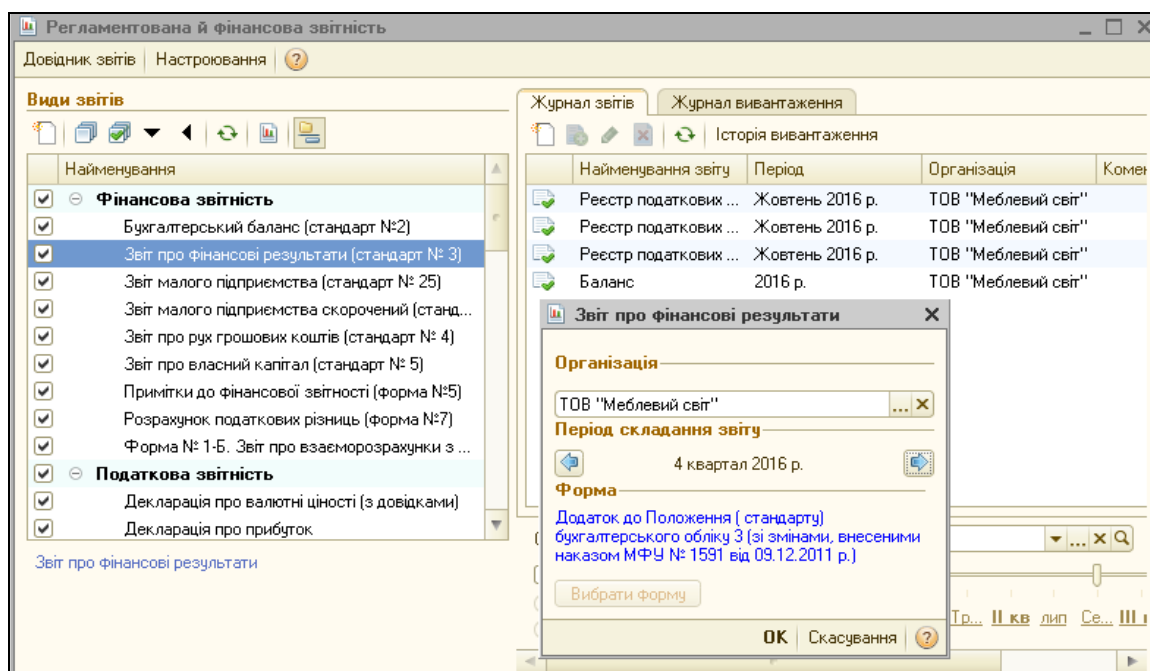 Регламентована й фінансова звітність
Довідник звітів Настроювання
Види звітів
Найменування
Фінансова звітність
Бухгалтерський баланс (стандарт №2)
Звіт про фінансові результати (стандарт № 3)
Звіт малого підприємства (стандарт № 25)
Звіт малого підприємства скорочений (станд...
Звіт про рух грошових коштів (стандарт № 4)
Звіт про власний капітал (стандарт № 5)
Примітки до фінансової звітності (форма №5)
Розрахунок податкових різниць (форма №7)
Форма № 1-Б. Звіт про взаєморозрахунки з ...
Податкова звітність
Декларація про валютні цінності (з довідками)
Декларація про прибуток
Звіт про фінансові результати
Журнал звітів Журнал вивантаження
Історія вивантаження
Найменування звіту Період Організація Комен
Реєстр податкових ... Жовтень 2016 р. ТОВ "Меблевий світ"
Реєстр податкових ... Жовтень 2016 р. ТОВ "Меблевий світ"
Реєстр податкових ... Жовтень 2016 р. ТОВ "Меблевий світ"
Баланс 2016 р. ТОВ "Меблевий світ"
Звіт про фінансові результати
Організація
ТОВ "Меблевий світ"
Період складання звіту
4 квартал 2016 р.
Форма
Додаток до Положення ( стандарту)
бухгалтерського обліку 3 (зі змінами, внесеними
наказом МФУ № 1591 від 09.12.2011 р.)
Вибрати форму
OK Скасування
Тр... II кв лип Се... III